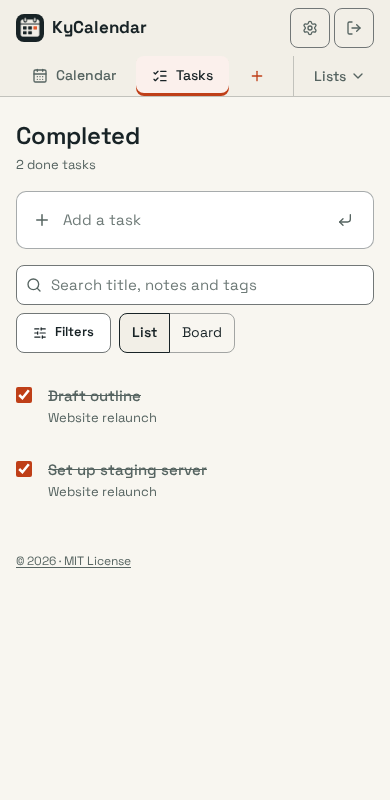 KyCalendar
Calendar
Tasks
Lists
Completed
2 done tasks
Add a task
Search title, notes and tags
Filters
List
Board
Draft outline
Website relaunch
Set up staging server
Website relaunch
© 2026 · MIT License